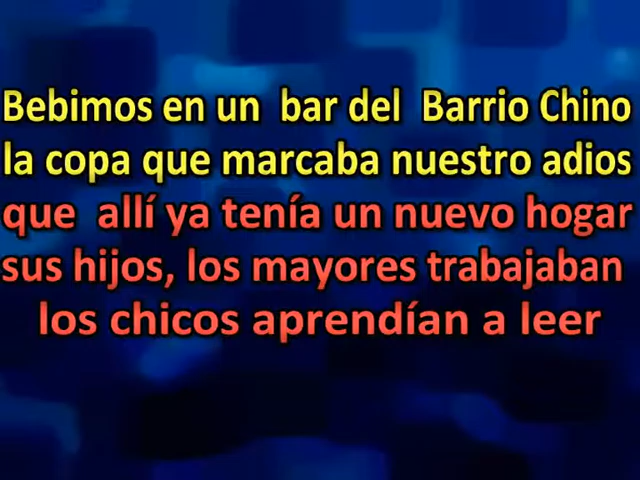 Bebimos en un bar del Barrio Chino
la copa que marcaba nuestro adios
que allí ya tenía un nuevo hogar
sus hijos, los mayores trabajaban
los chicos aprendían a leer